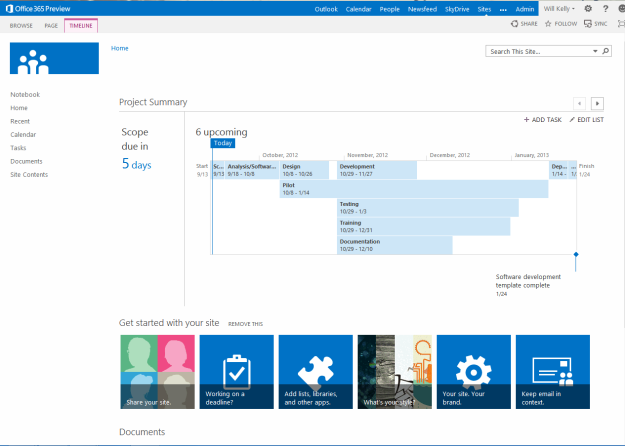 Office 365 Preview
Outlook Calendar People Newsfeed SkyDrive Sites ••• Admin Will Kelly ?
BROWSE PAGE TIMELINE
SHARE FOLLOW SYNC
Home
Search This Site...
Notebook
Home
Recent
Calendar
Tasks
Documents
Site Contents
Project Summary
+ ADD TASK EDIT LIST
Scope
due in
5 days
6 upcoming
Today
October, 2012 November, 2012 December, 2012 January, 2013
Start
9/13
Sc...
9/13
Analysis/Softwar...
9/18 - 10/8
Design
10/8 - 10/26
Development
10/29 - 11/27
Dep...
1/14 -
...
1/
Finish
1/24
Pilot
10/8 - 1/14
Testing
10/29 - 1/3
Training
10/29 - 12/31
Documentation
10/29 - 12/10
Software development
template complete
1/24
Get started with your site REMOVE THIS
Share your site.
Working on a
deadline?
Add lists, libraries,
and other apps.
What's your style?
Your site. Your
brand.
Keep email in
context.
Documents